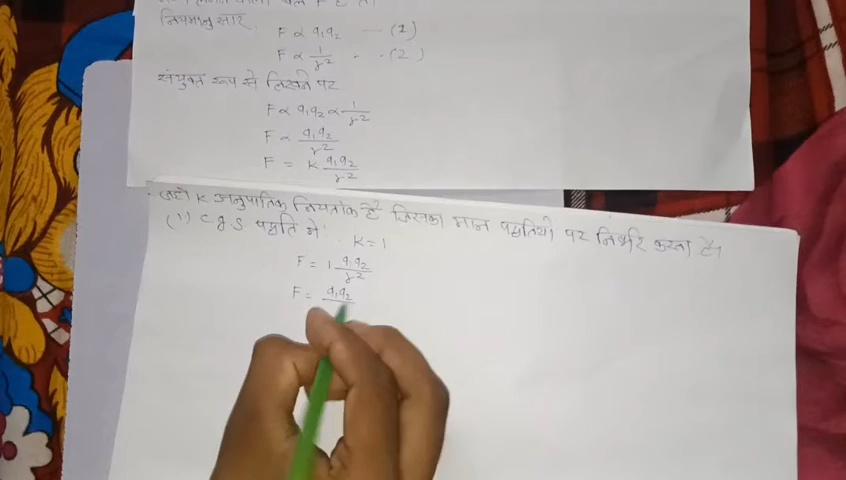 नियमानुसार
F ∝ q₁q₂ --- (1)
F ∝ 1/r² - - (2)
संयुक्त रूप से लिखने पर
F ∝ q₁q₂ ∝ 1/r²
F ∝ q₁q₂/r²
F = K q₁q₂/r²
जहाँ K अनुपातिक नियतांक है जिसका मान पद्धतियो पर निर्भर करता है।
(1) C.G.S पद्धति मे
K = 1
F = 1 q₁q₂/r²
F = q₁q₂